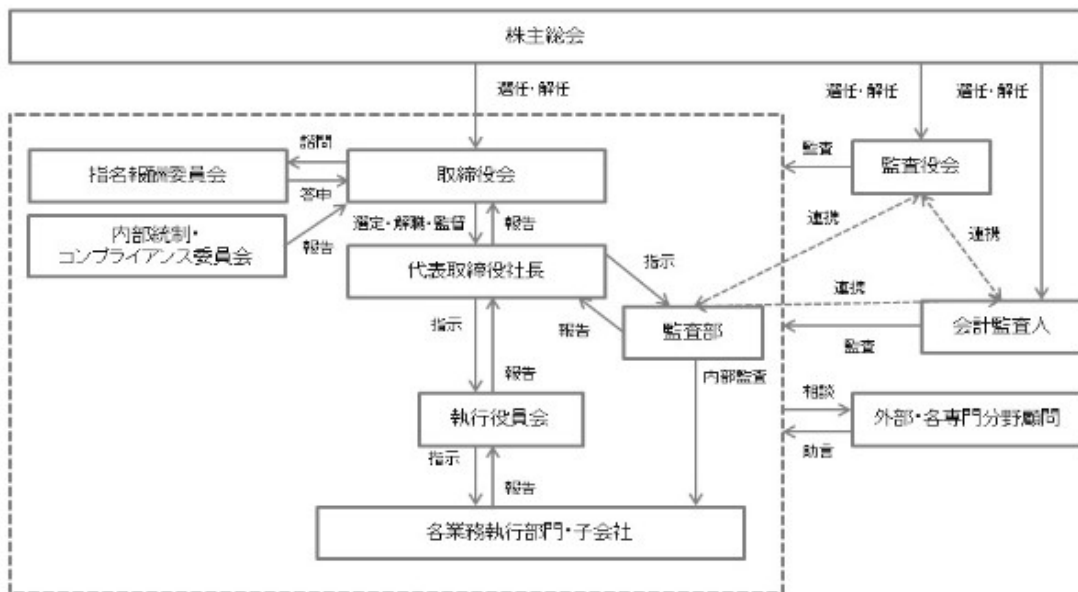 株主総会
選任・解任
選任・解任
選任・解任
諮問
指名報酬委員会
取締役会
監査
監査役会
答申
内部統制・
コンプライアンス委員会
報告
選定・解職・監督
報告
連携
連携
代表取締役社長
指示
連携
指示
報告
監査部
会計監査人
監査
報告
内部監査
相談
執行役員会
外部・各専門分野顧問
指示
助言
報告
各業務執行部門・子会社